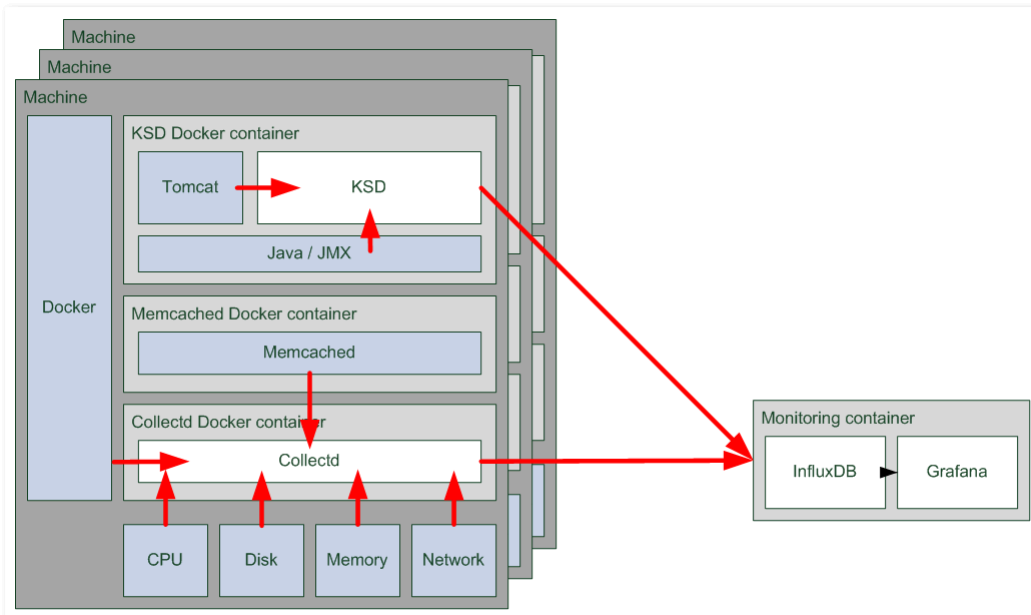 Machine
Machine
Machine
KSD Docker container
Tomcat
KSD
Java / JMX
Docker
Memcached Docker container
Memcached
Collectd Docker container
Collectd
CPU
Disk
Memory
Network
Monitoring container
InfluxDB
Grafana